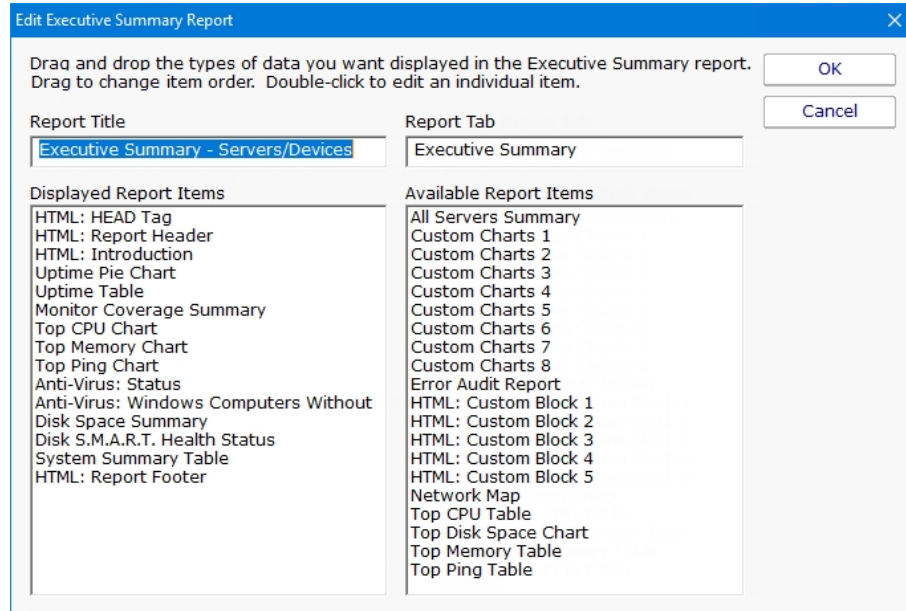 Edit Executive Summary Report
Drag and drop the types of data you want displayed in the Executive Summary report.
Drag to change item order. Double-click to edit an individual item.
OK
Cancel
Report Title
Executive Summary - Servers/Devices
Report Tab
Executive Summary
Displayed Report Items
HTML: HEAD Tag
HTML: Report Header
HTML: Introduction
Uptime Pie Chart
Uptime Table
Monitor Coverage Summary
Top CPU Chart
Top Memory Chart
Top Ping Chart
Anti-Virus: Status
Anti-Virus: Windows Computers Without
Disk Space Summary
Disk S.M.A.R.T. Health Status
System Summary Table
HTML: Report Footer
Available Report Items
All Servers Summary
Custom Charts 1
Custom Charts 2
Custom Charts 3
Custom Charts 4
Custom Charts 5
Custom Charts 6
Custom Charts 7
Custom Charts 8
Error Audit Report
HTML: Custom Block 1
HTML: Custom Block 2
HTML: Custom Block 3
HTML: Custom Block 4
HTML: Custom Block 5
Network Map
Top CPU Table
Top Disk Space Chart
Top Memory Table
Top Ping Table